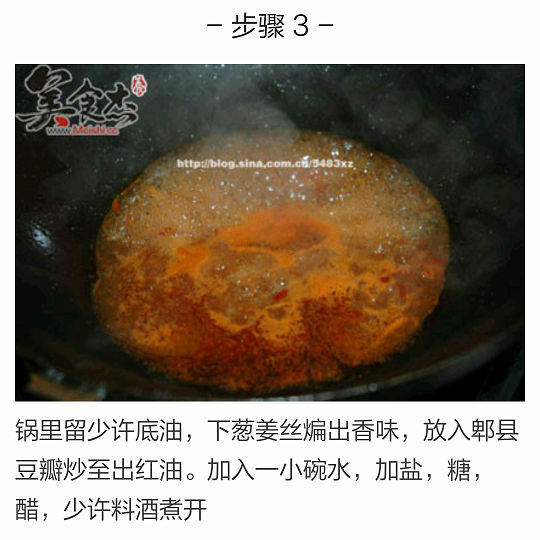 – 步骤 3 –
美食杰
www.Meishi.cc
http://blog.sina.com.cn/5483xz
锅里留少许底油，下葱姜丝煸出香味，放入郫县
豆瓣炒至出红油。加入一小碗水，加盐，糖，
醋，少许料酒煮开